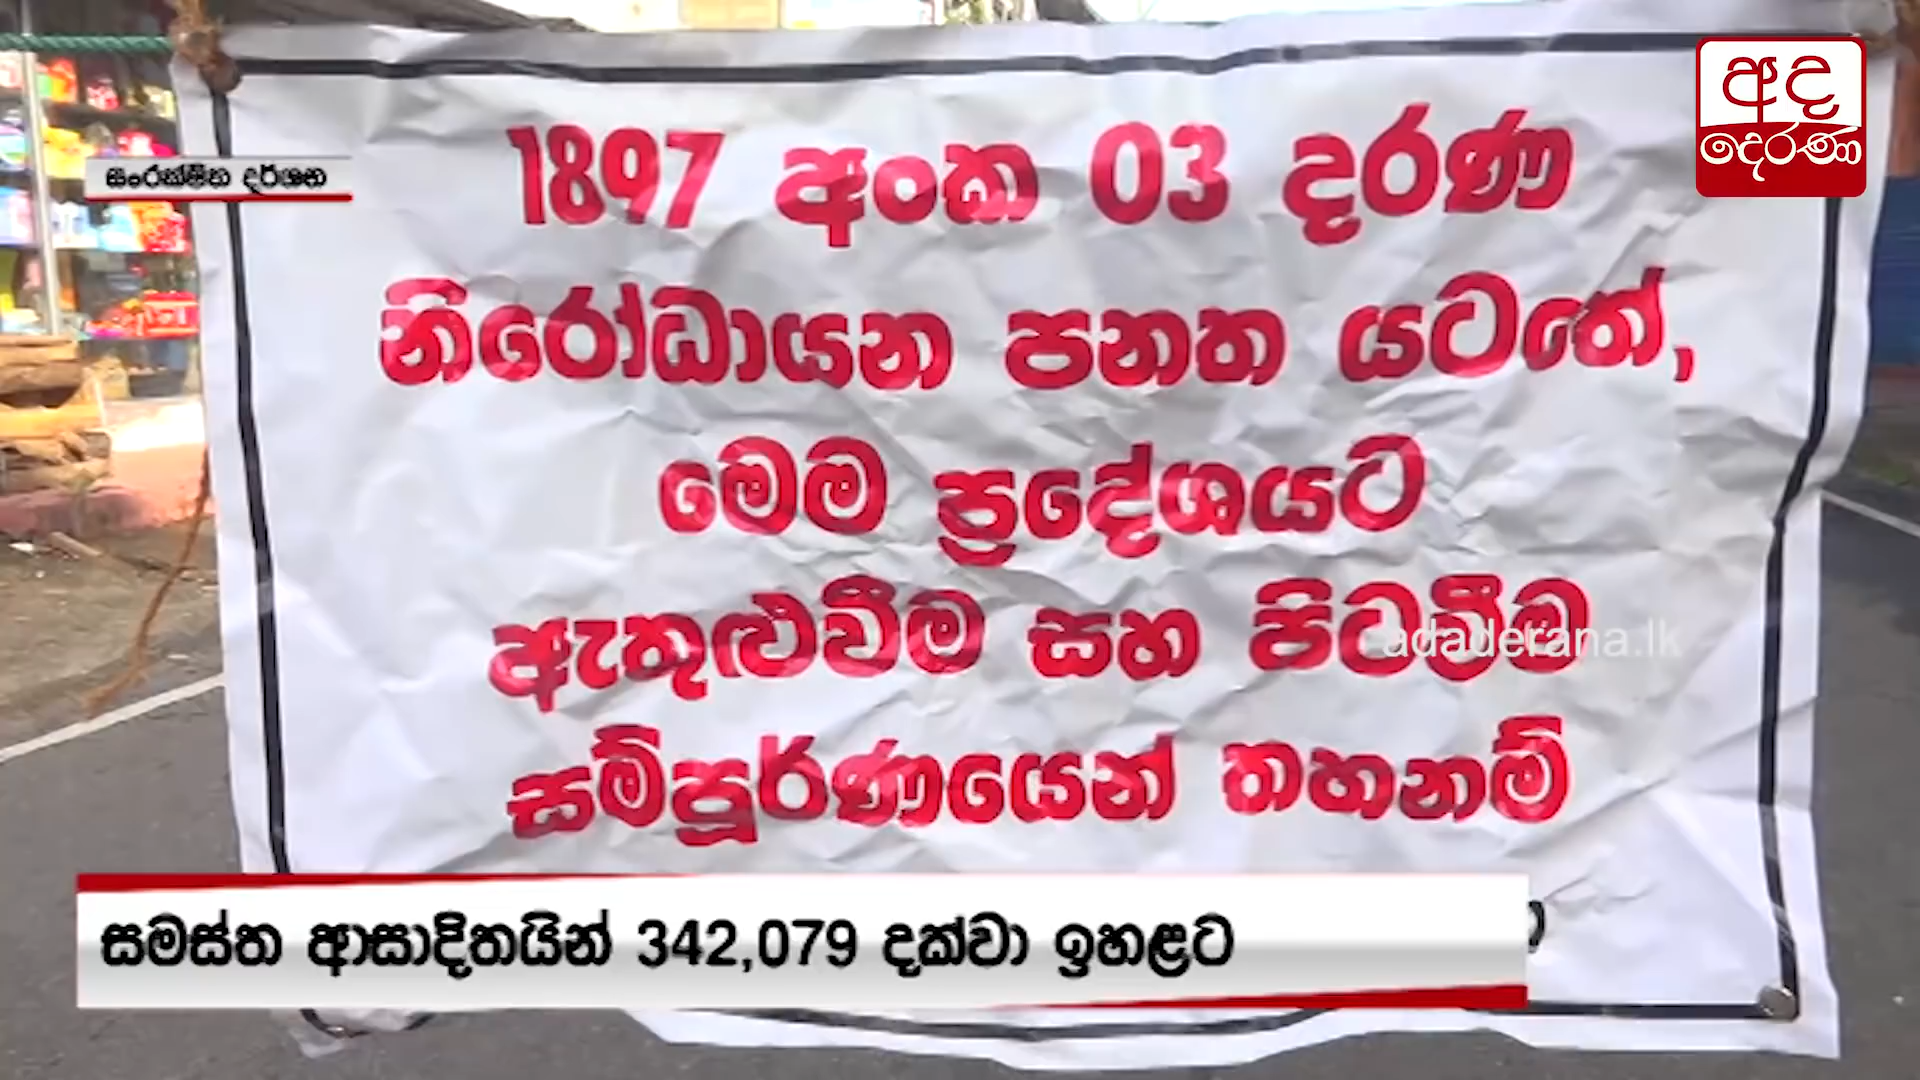 අද
දෙරණ
සංරක්ෂිත දර්ශන
1897 අංක 03 දරණ
නිරෝධායන පනත යටතේ,
මෙම ප්‍රදේශයට
ඇතුළුවීම සහ පිටවීම
adaderana.lk
සම්පූර්ණයෙන් තහනම්
සමස්ත ආසාදිතයින් 342,079 දක්වා ඉහළට